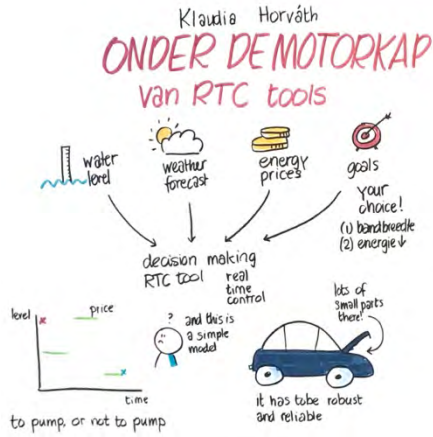 Klaudia Horváth
ONDER DE MOTORKAP
van RTC tools
water
level
weather
forecast
energy
prices
goals
your
choice!
(1) bandbreedte
(2) energie ↓
decision making
RTC tool
real
time
control
level
price
time
to pump, or not to pump
?
and this is
a simple
model
lots of
small parts
there!
it has to be robust
and reliable